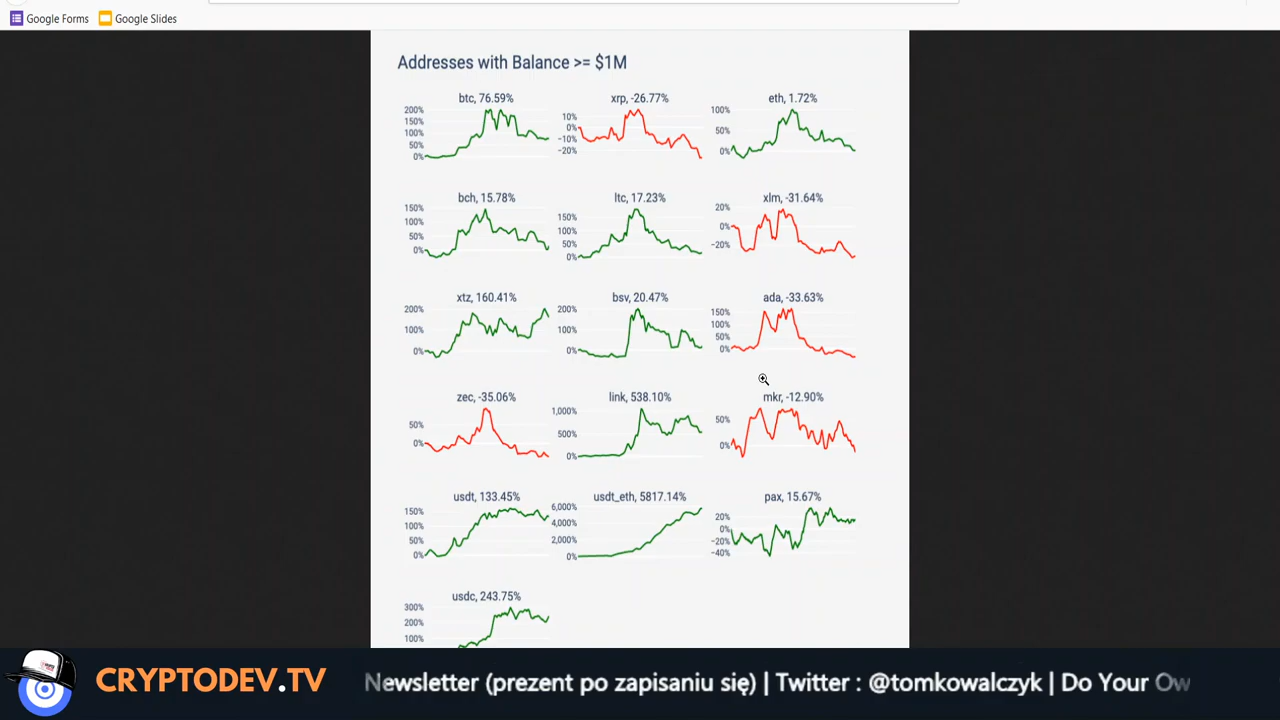 Google Forms Google Slides
Addresses with Balance >= $1M
btc, 76.59% xrp, -26.77% eth, 1.72%
200% 10% 100%
150% 0% 50%
100% −10% 0%
50% −20%
0%
bch, 15.78% ltc, 17.23% xlm, -31.64%
150% 150% 20%
100% 100% 0%
50% 50% −20%
0% 0%
xtz, 160.41% bsv, 20.47% ada, -33.63%
200% 200% 150%
100% 100% 100%
0% 0% 50%
0%
zec, -35.06% link, 538.10% mkr, -12.90%
50% 1,000% 50%
0% 500% 0%
0%
usdt, 133.45% usdt_eth, 5817.14% pax, 15.67%
150% 6,000% 20%
100% 4,000% 0%
50% 2,000% −20%
0% 0% −40%
usdc, 243.75%
300%
200%
100%
CRYPTODEV.TV Newsletter (prezent po zapisaniu się) | Twitter : @tomkowalczyk | Do Your Ow